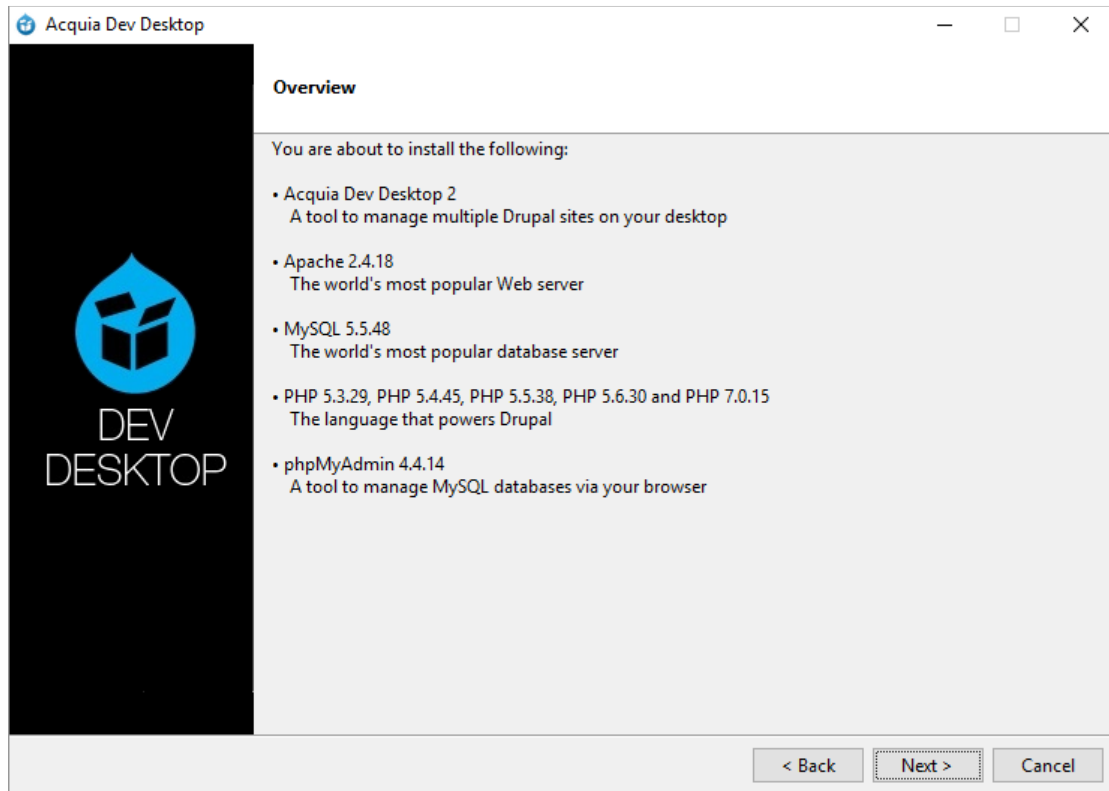 Acquia Dev Desktop
Overview
You are about to install the following:
• Acquia Dev Desktop 2
A tool to manage multiple Drupal sites on your desktop
• Apache 2.4.18
The world's most popular Web server
• MySQL 5.5.48
The world's most popular database server
• PHP 5.3.29, PHP 5.4.45, PHP 5.5.38, PHP 5.6.30 and PHP 7.0.15
The language that powers Drupal
• phpMyAdmin 4.4.14
A tool to manage MySQL databases via your browser
DEV
DESKTOP
< Back
Next >
Cancel